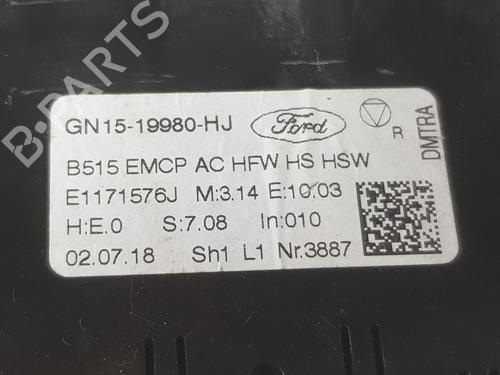 B-PARTS
GN15-19980-HJ Ford R
DMTRA
B515 EMCP AC HFW HS HSW
E1171576J M:3.14 E:10.03
H:E.0 S:7.08 In:010
02.07.18 Sh1 L1 Nr.3887